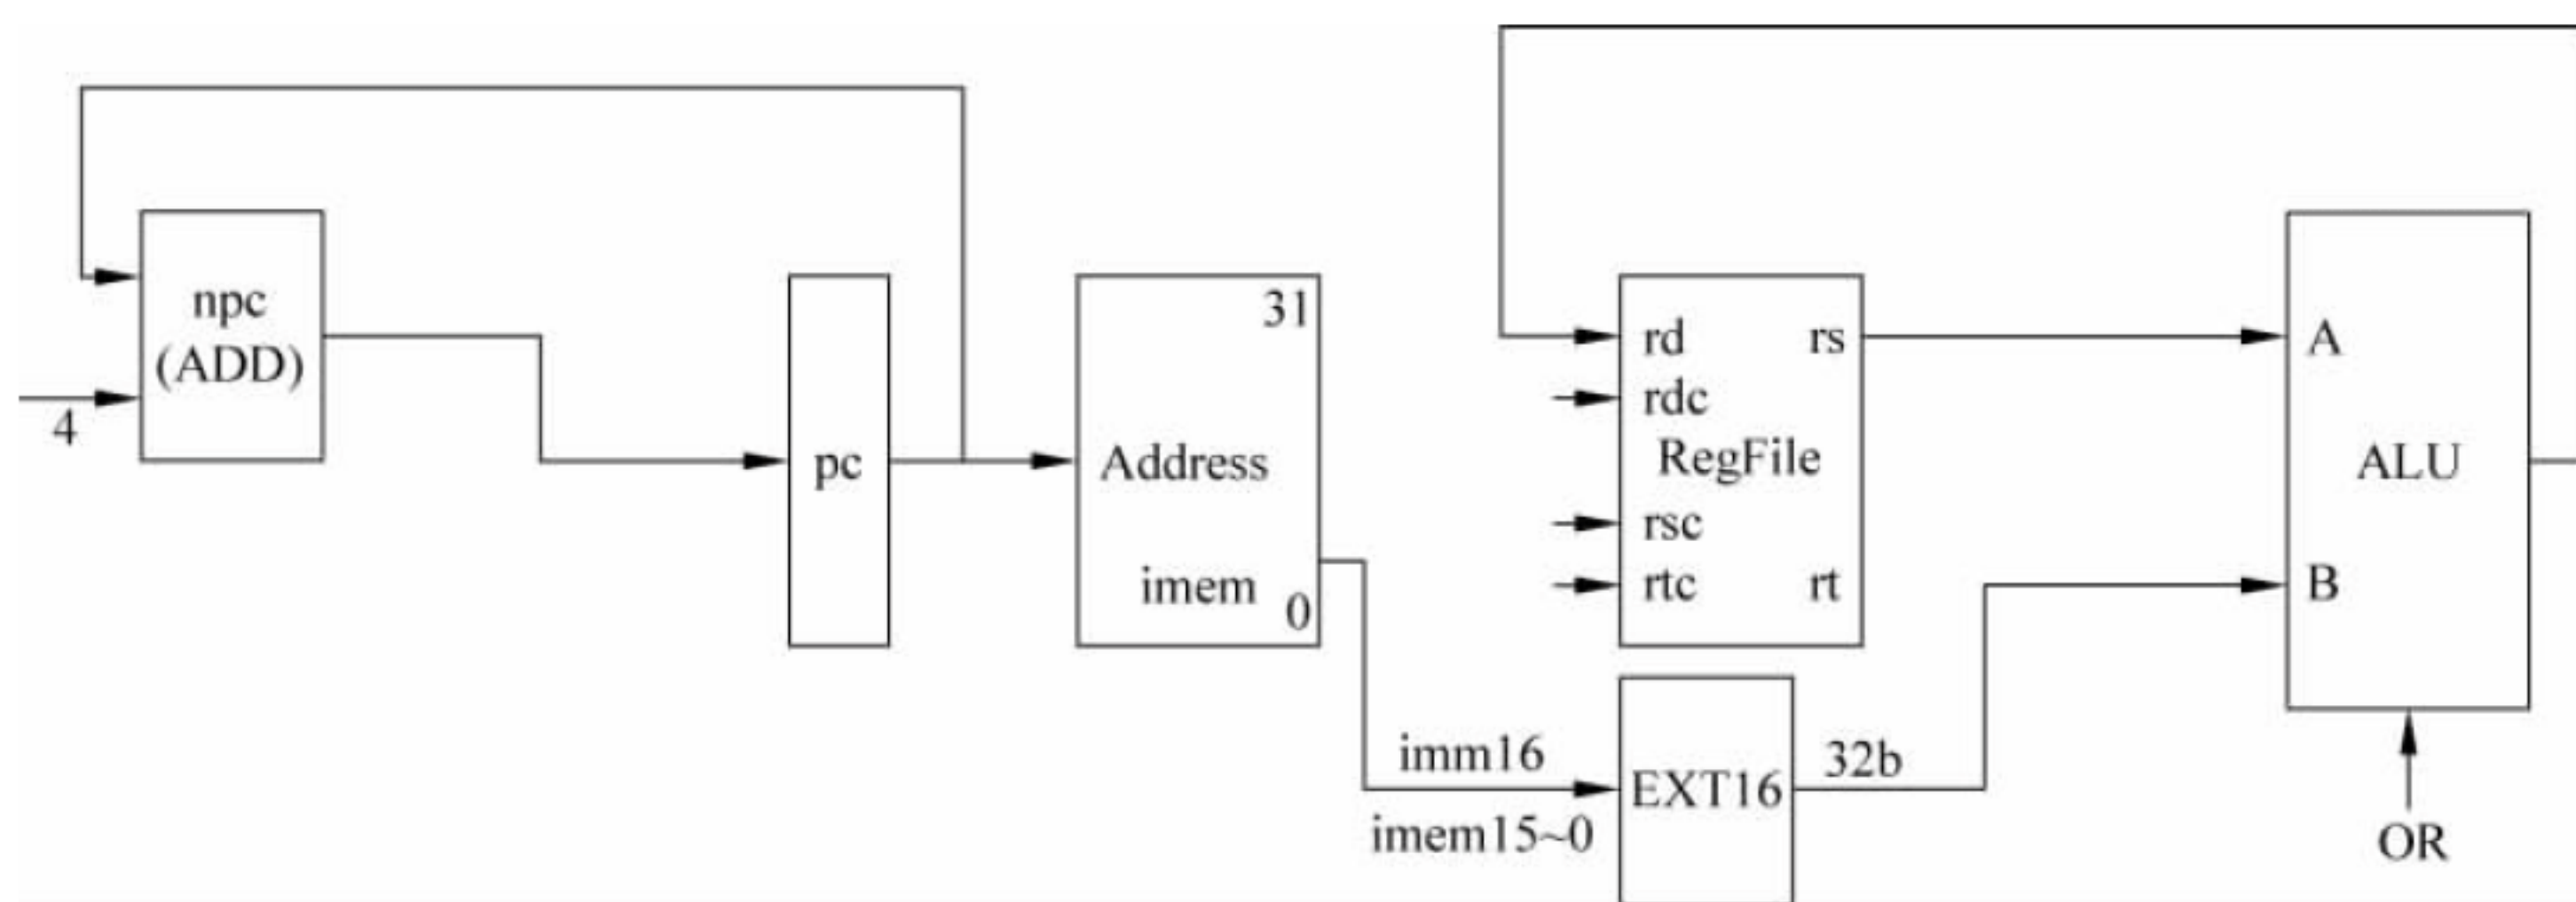 npc
(ADD)
4
pc
31
Address
imem
0
rd
rs
rdc
RegFile
rsc
rtc
rt
A
ALU
B
imm16
EXT16
32b
imem15~0
OR